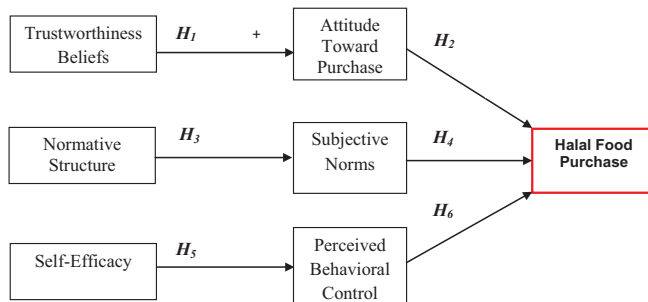 Trustworthiness
Beliefs
H1
+
Attitude
Toward
Purchase
H2
Normative
Structure
H3
Subjective
Norms
H4
Halal Food
Purchase
Self-Efficacy
H5
Perceived
Behavioral
Control
H6